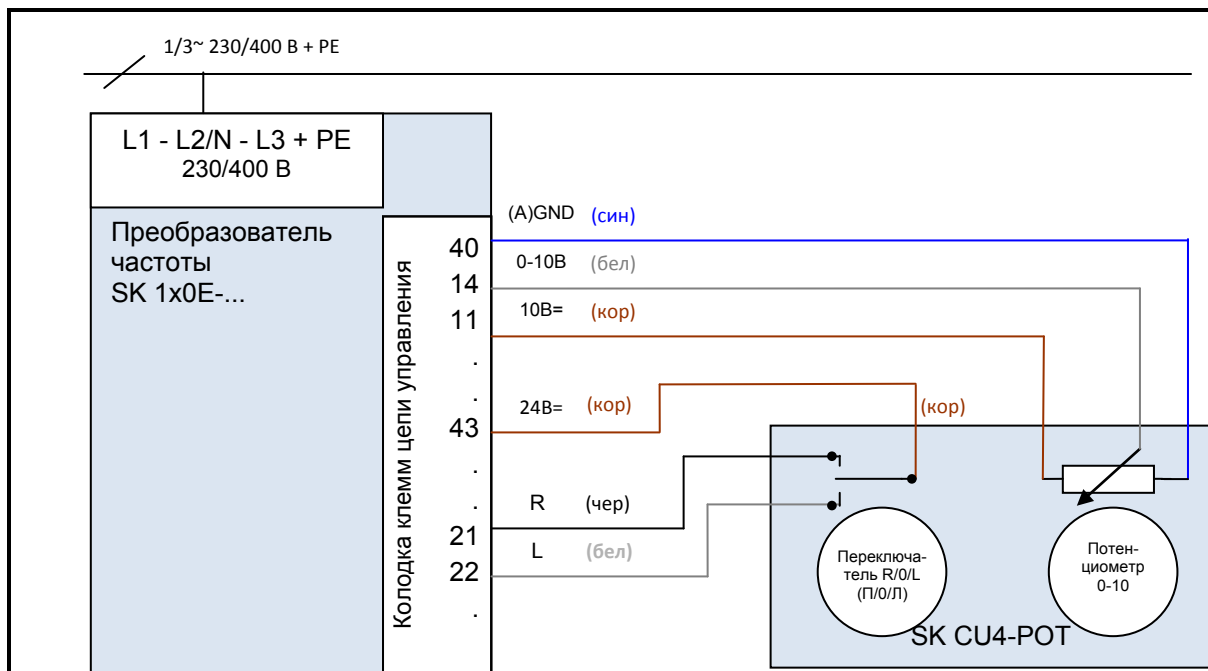 1/3~ 230/400 В + PE
L1 - L2/N - L3 + PE
230/400 В
Преобразователь
частоты
SK 1x0E-...
Колодка клемм цепи управления
40
14
11
.
.
43
.
.
21
22
.
(A)GND (син)
0-10В (бел)
10В= (кор)
24В= (кор)
(кор)
R (чер)
L (бел)
Переключа-
тель R/0/L
(П/0/Л)
Потен-
циометр
0-10
SK CU4-POT